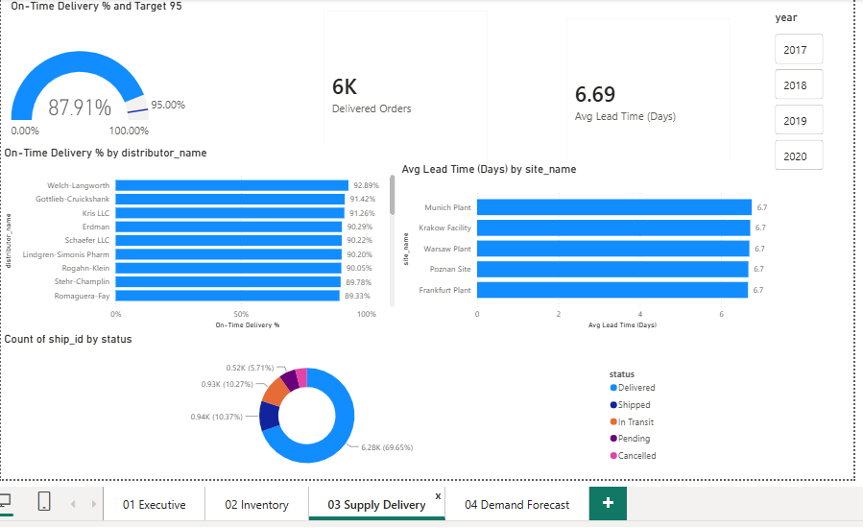 On-Time Delivery % and Target 95
87.91%
95.00%
0.00%
100.00%
6K
Delivered Orders
6.69
Avg Lead Time (Days)
year
2017
2018
2019
2020
On-Time Delivery % by distributor_name
distributor_name
Welch-Langworth 92.89%
Gottlieb-Cruickshank 91.42%
Kris LLC 91.26%
Erdman 90.29%
Schaefer LLC 90.22%
Lindgren-Simonis Pharm 90.20%
Rogahn-Klein 90.05%
Stehr-Champlin 89.78%
Romaguera-Fay 89.33%
0% 50% 100%
On-Time Delivery %
Avg Lead Time (Days) by site_name
site_name
Munich Plant 6.7
Krakow Facility 6.7
Warsaw Plant 6.7
Poznan Site 6.7
Frankfurt Plant 6.7
0 2 4 6
Avg Lead Time (Days)
Count of ship_id by status
0.52K (5.71%)
0.93K (10.27%)
0.94K (10.37%)
6.28K (69.65%)
status
Delivered
Shipped
In Transit
Pending
Cancelled
01 Executive
02 Inventory
03 Supply Delivery x
04 Demand Forecast
+